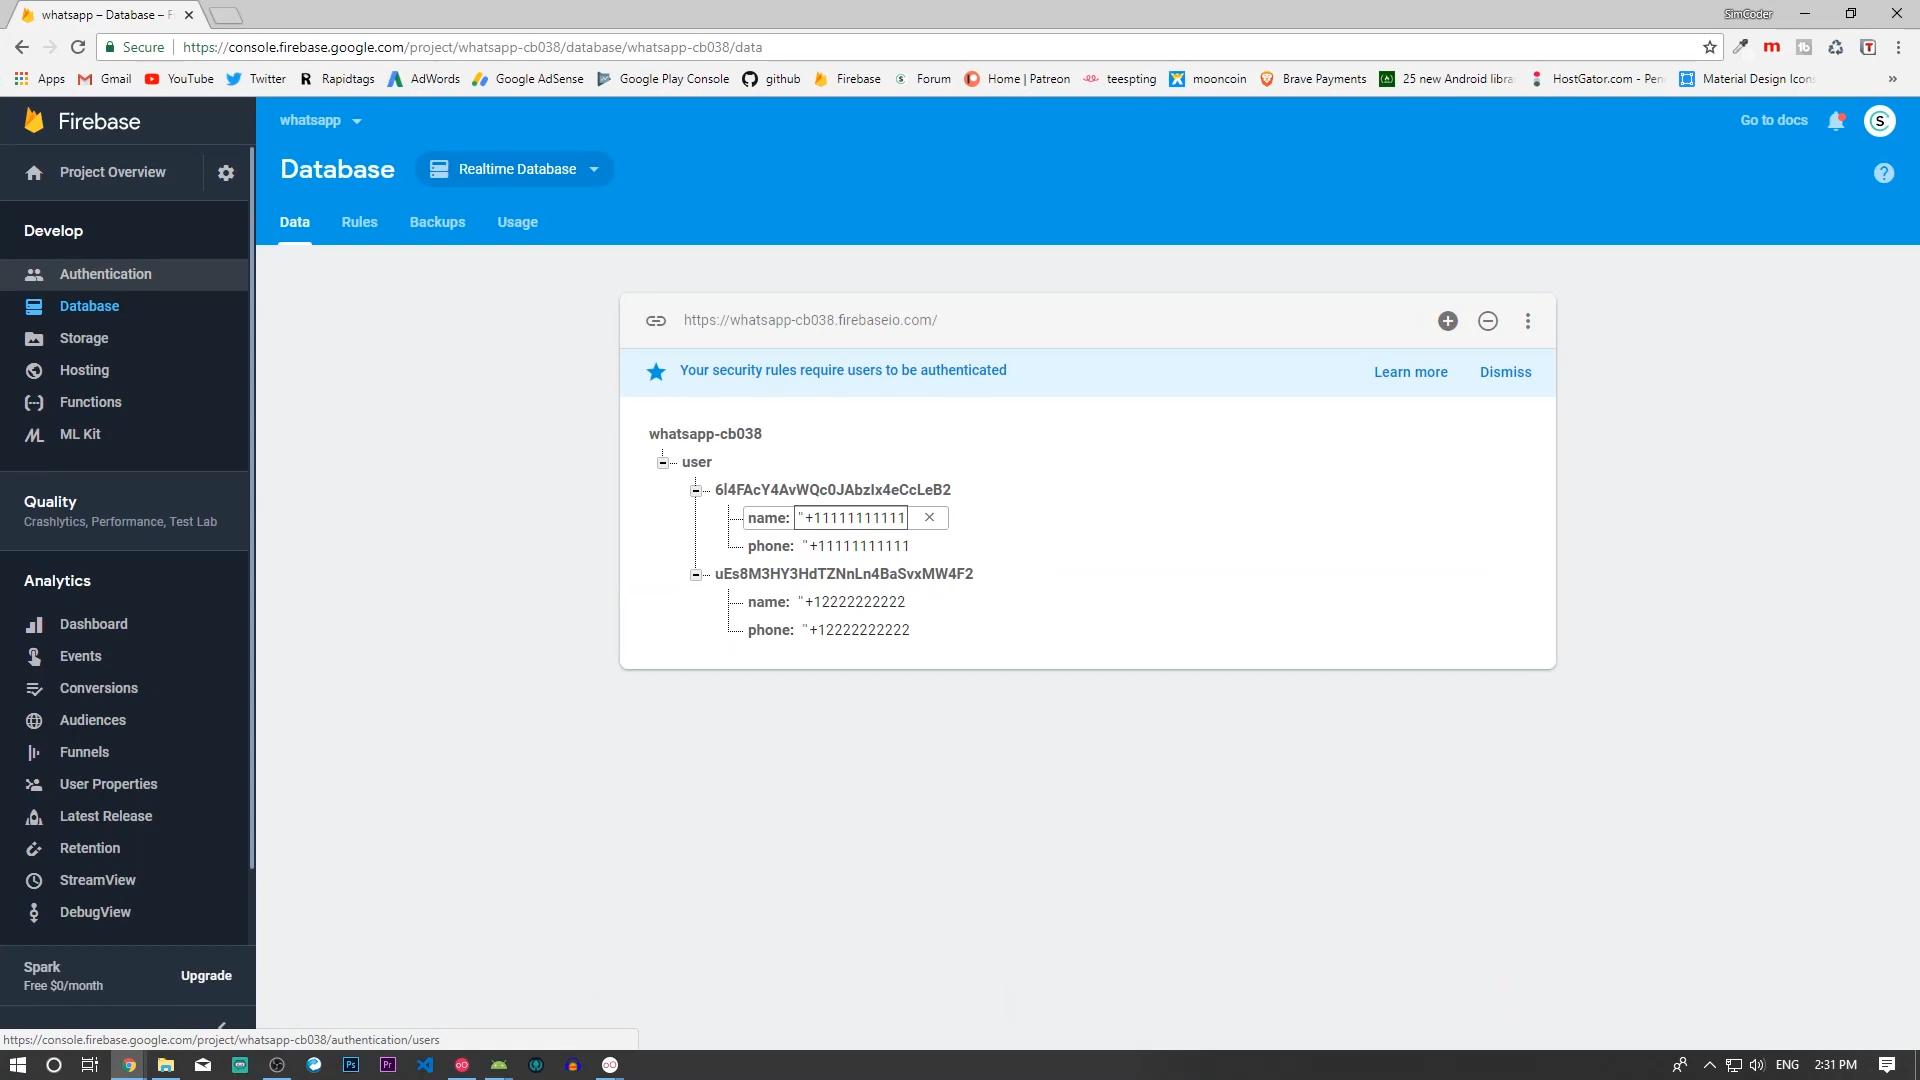 whatsapp – Database – F
SimCoder
Secure https://console.firebase.google.com/project/whatsapp-cb038/database/whatsapp-cb038/data
Apps Gmail YouTube Twitter Rapidtags AdWords Google AdSense Google Play Console github Firebase Forum Home | Patreon teespting mooncoin Brave Payments 25 new Android libra HostGator.com - Pen Material Design Icons »
Firebase
whatsapp
Go to docs
S
Project Overview
Database
Realtime Database
?
Data Rules Backups Usage
Develop
Authentication
Database
Storage
Hosting
Functions
ML Kit
Quality
Crashlytics, Performance, Test Lab
Analytics
Dashboard
Events
Conversions
Audiences
Funnels
User Properties
Latest Release
Retention
StreamView
DebugView
Spark
Free $0/month
Upgrade
https://whatsapp-cb038.firebaseio.com/
Your security rules require users to be authenticated
Learn more Dismiss
whatsapp-cb038
user
6l4FAcY4AvWQc0JAbzIx4eCcLeB2
name: "+11111111111
phone: "+11111111111
uEs8M3HY3HdTZNnLn4BaSvxMW4F2
name: "+12222222222
phone: "+12222222222
https://console.firebase.google.com/project/whatsapp-cb038/authentication/users
Ps Pr
ENG 2:31 PM